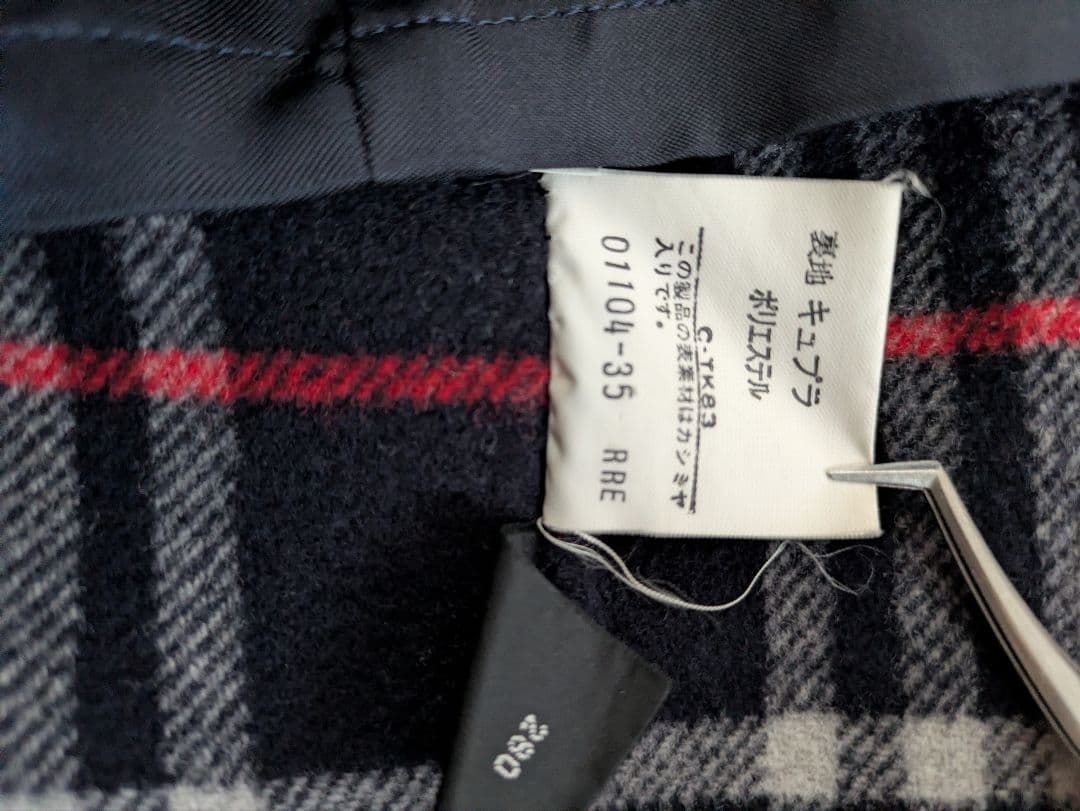 裏地 キュプラ
ポリエステル
C-TK83
この製品の表素材はカシミヤ
入りです。
01104-35 RRE